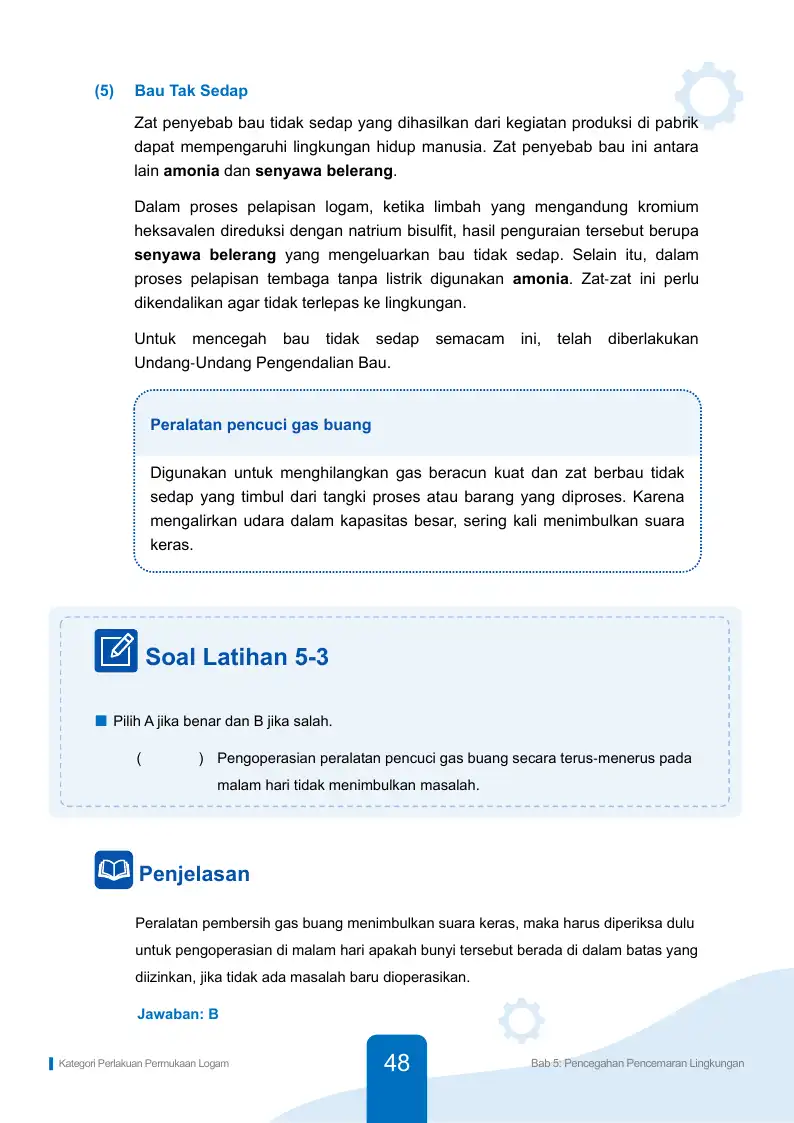 (5) Bau Tak Sedap
Zat penyebab bau tidak sedap yang dihasilkan dari kegiatan produksi di pabrik
dapat mempengaruhi lingkungan hidup manusia. Zat penyebab bau ini antara
lain amonia dan senyawa belerang.
Dalam proses pelapisan logam, ketika limbah yang mengandung kromium
heksavalen direduksi dengan natrium bisulfit, hasil penguraian tersebut berupa
senyawa belerang yang mengeluarkan bau tidak sedap. Selain itu, dalam
proses pelapisan tembaga tanpa listrik digunakan amonia. Zat-zat ini perlu
dikendalikan agar tidak terlepas ke lingkungan.
Untuk mencegah bau tidak sedap semacam ini, telah diberlakukan
Undang-Undang Pengendalian Bau.
Peralatan pencuci gas buang
Digunakan untuk menghilangkan gas beracun kuat dan zat berbau tidak
sedap yang timbul dari tangki proses atau barang yang diproses. Karena
mengalirkan udara dalam kapasitas besar, sering kali menimbulkan suara
keras.
Soal Latihan 5-3
■ Pilih A jika benar dan B jika salah.
( ) Pengoperasian peralatan pencuci gas buang secara terus-menerus pada
malam hari tidak menimbulkan masalah.
Penjelasan
Peralatan pembersih gas buang menimbulkan suara keras, maka harus diperiksa dulu
untuk pengoperasian di malam hari apakah bunyi tersebut berada di dalam batas yang
diizinkan, jika tidak ada masalah baru dioperasikan.
Jawaban: B
Kategori Perlakuan Permukaan Logam
48
Bab 5: Pencegahan Pencemaran Lingkungan